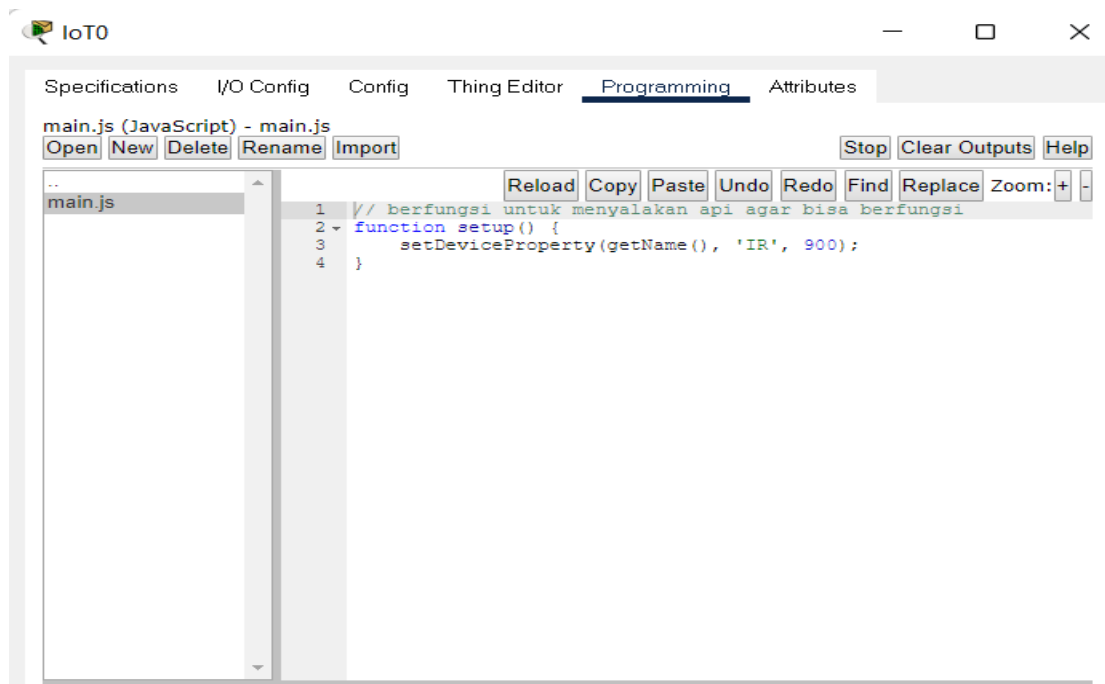 IoT0
Specifications I/O Config Config Thing Editor Programming Attributes
main.js (JavaScript) - main.js
Open New Delete Rename Import Stop Clear Outputs Help
..
main.js
Reload Copy Paste Undo Redo Find Replace Zoom: + -
1 // berfungsi untuk menyalakan api agar bisa berfungsi
2 function setup() {
3 setDeviceProperty(getName(), 'IR', 900);
4 }